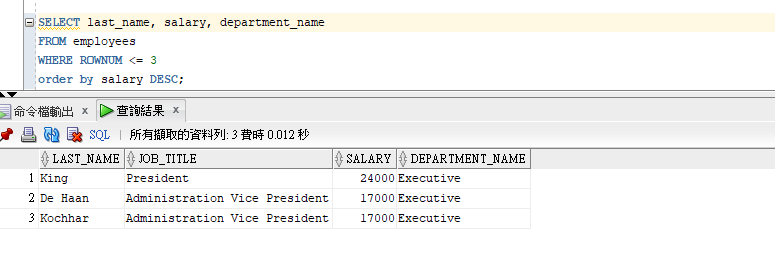 SELECT last_name, salary, department_name
FROM employees
WHERE ROWNUM <= 3
order by salary DESC;
命令檔輸出 x 查詢結果 x
SQL | 所有擷取的資料列: 3 費時 0.012 秒
LAST_NAME JOB_TITLE SALARY DEPARTMENT_NAME
1 King President 24000 Executive
2 De Haan Administration Vice President 17000 Executive
3 Kochhar Administration Vice President 17000 Executive